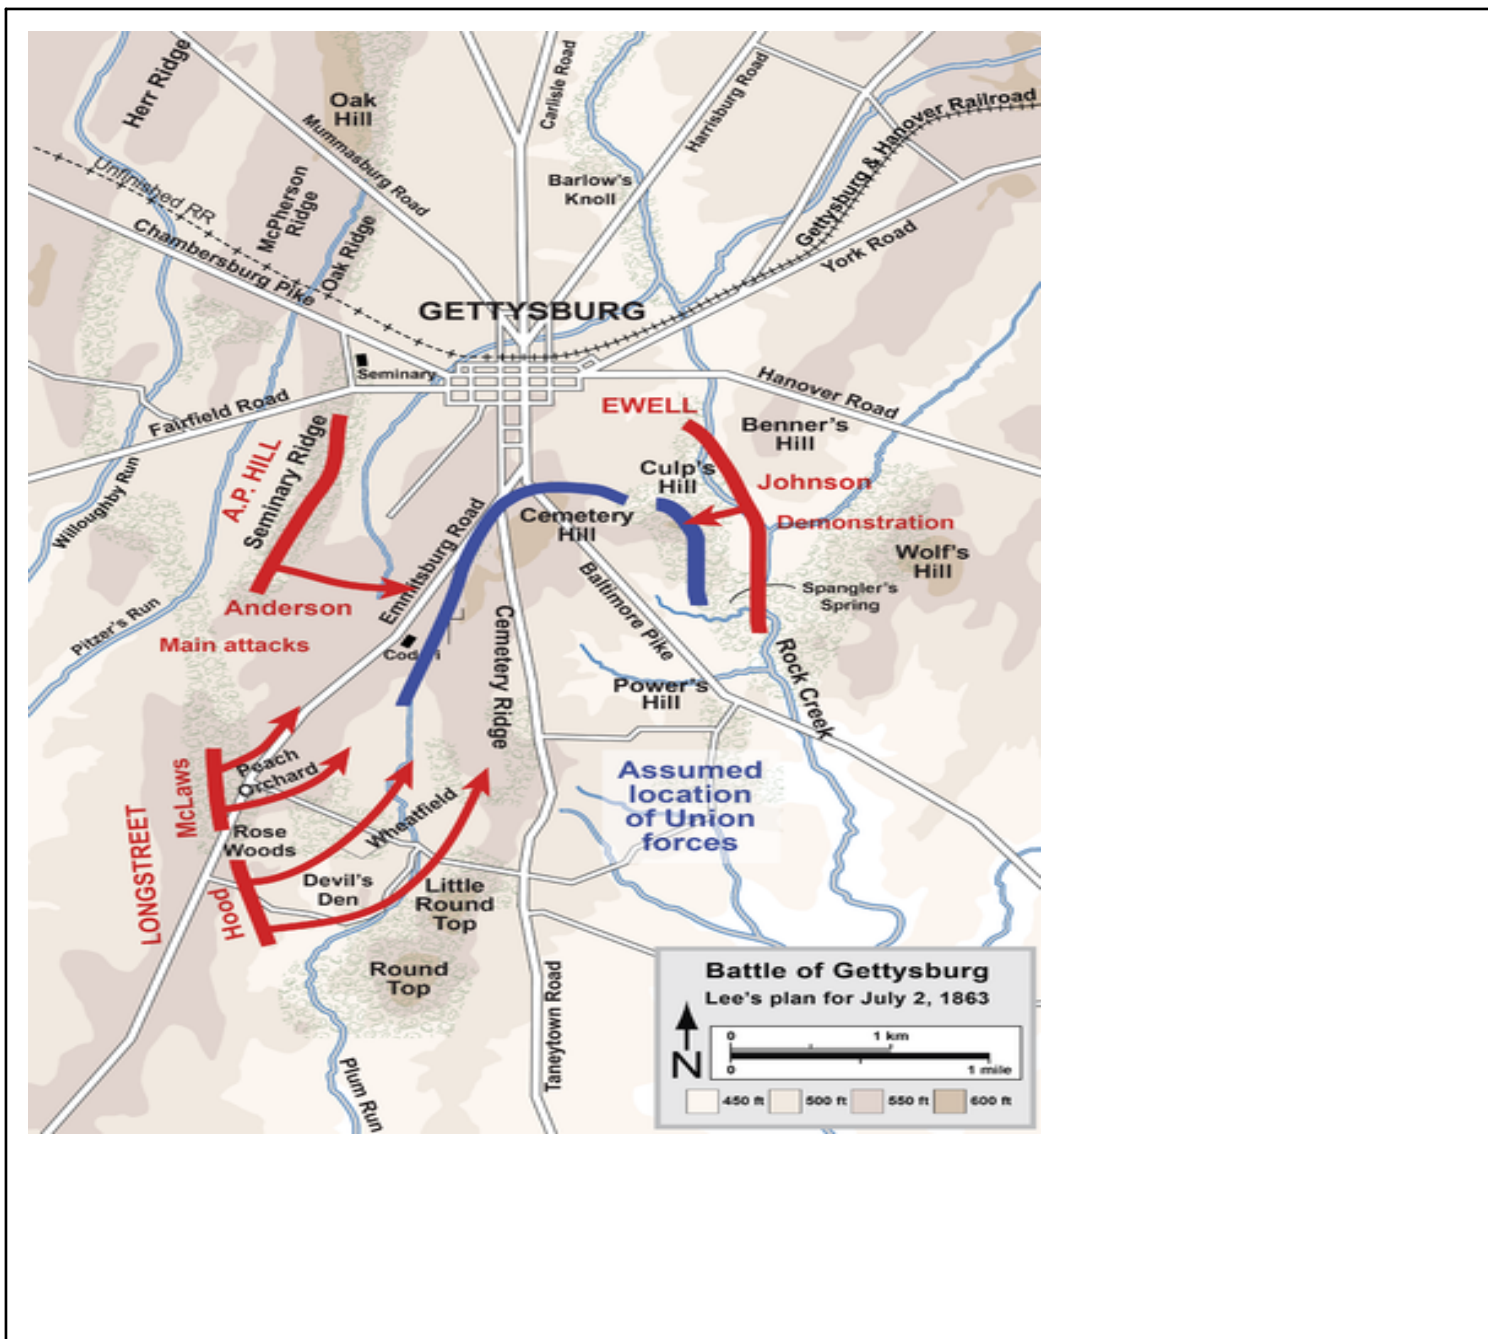 Herr Ridge
Oak
Hill
Mummasburg Road
Carlisle Road
Harrisburg Road
Gettysburg & Hanover Railroad
Unfinished RR
McPherson
Ridge
Barlow's
Knoll
Chambersburg Pike
Oak Ridge
York Road
GETTYSBURG
Seminary
Hanover Road
Fairfield Road
EWELL
Benner's
Hill
A.P. HILL
Seminary Ridge
Culp's
Hill
Johnson
Willoughby Run
Cemetery
Hill
Demonstration
Wolf's
Hill
Emmitsburg Road
Baltimore Pike
Spangler's
Spring
Anderson
Pitzer's Run
Main attacks
Codori
Cemetery Ridge
Rock Creek
Power's
Hill
McLaws
Peach
Orchard
Assumed
location
of Union
forces
LONGSTREET
Rose
Woods
Wheatfield
Hood
Devil's
Den
Little
Round
Top
Round
Top
Taneytown Road
Plum Run
Battle of Gettysburg
Lee's plan for July 2, 1863
N
0 1 km
0 1 mile
450 ft 500 ft 550 ft 600 ft